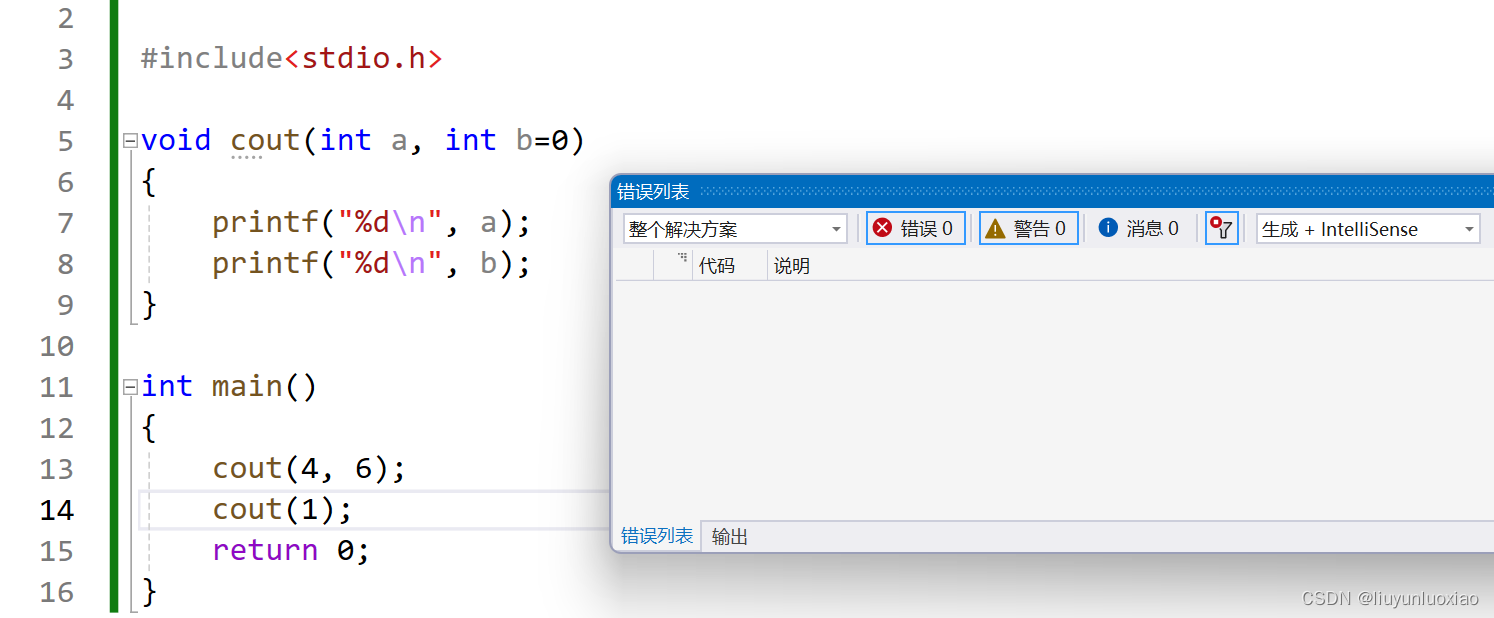 2
3 #include<stdio.h>
4
5 void cout(int a, int b=0)
6 {
7 printf("%d\n", a);
8 printf("%d\n", b);
9 }
10
11 int main()
12 {
13 cout(4, 6);
14 cout(1);
15 return 0;
16 }
错误列表
整个解决方案 错误 0 警告 0 消息 0 生成 + IntelliSense
代码 说明
错误列表 输出
CSDN @liuyunluoxiao